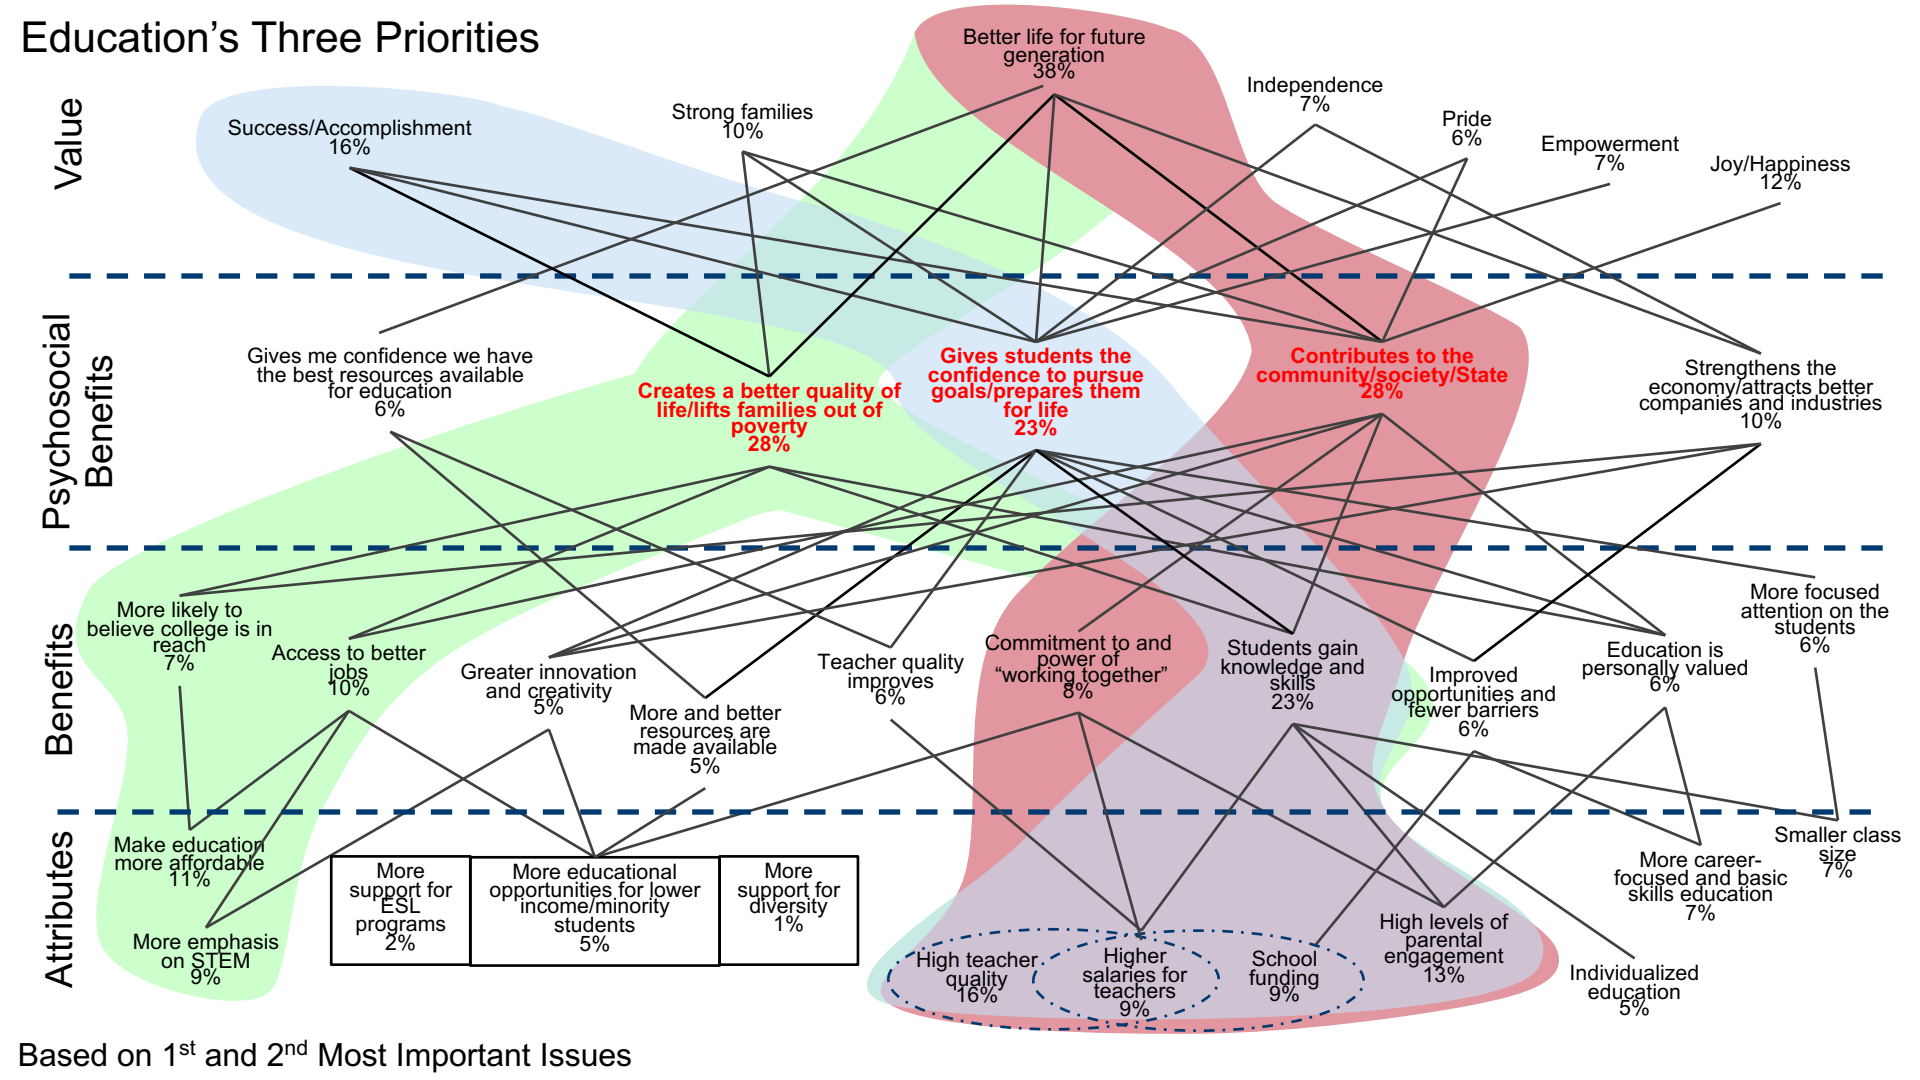 Education’s Three Priorities
Value
Better life for future
generation
38%
Independence
7%
Strong families
10%
Pride
6%
Success/Accomplishment
16%
Empowerment
7%
Joy/Happiness
12%
Psychosocial
Benefits
Gives me confidence we have
the best resources available
for education
6%
Creates a better quality of
life/lifts families out of
poverty
28%
Gives students the
confidence to pursue
goals/prepares them
for life
23%
Contributes to the
community/society/State
28%
Strengthens the
economy/attracts better
companies and industries
10%
Benefits
More likely to
believe college is in
reach
7%
Access to better
jobs
10%
Greater innovation
and creativity
5%
More and better
resources are
made available
5%
Teacher quality
improves
6%
Commitment to and
power of
“working together”
8%
Students gain
knowledge and
skills
23%
Improved
opportunities and
fewer barriers
6%
Education is
personally valued
6%
More focused
attention on the
students
6%
Attributes
Make education
more affordable
11%
More emphasis
on STEM
9%
More
support for
ESL
programs
2%
More educational
opportunities for lower
income/minority
students
5%
More
support for
diversity
1%
High teacher
quality
16%
Higher
salaries for
teachers
9%
School
funding
9%
High levels of
parental
engagement
13%
Individualized
education
5%
More career-
focused and basic
skills education
7%
Smaller class
size
7%
Based on 1st and 2nd Most Important Issues